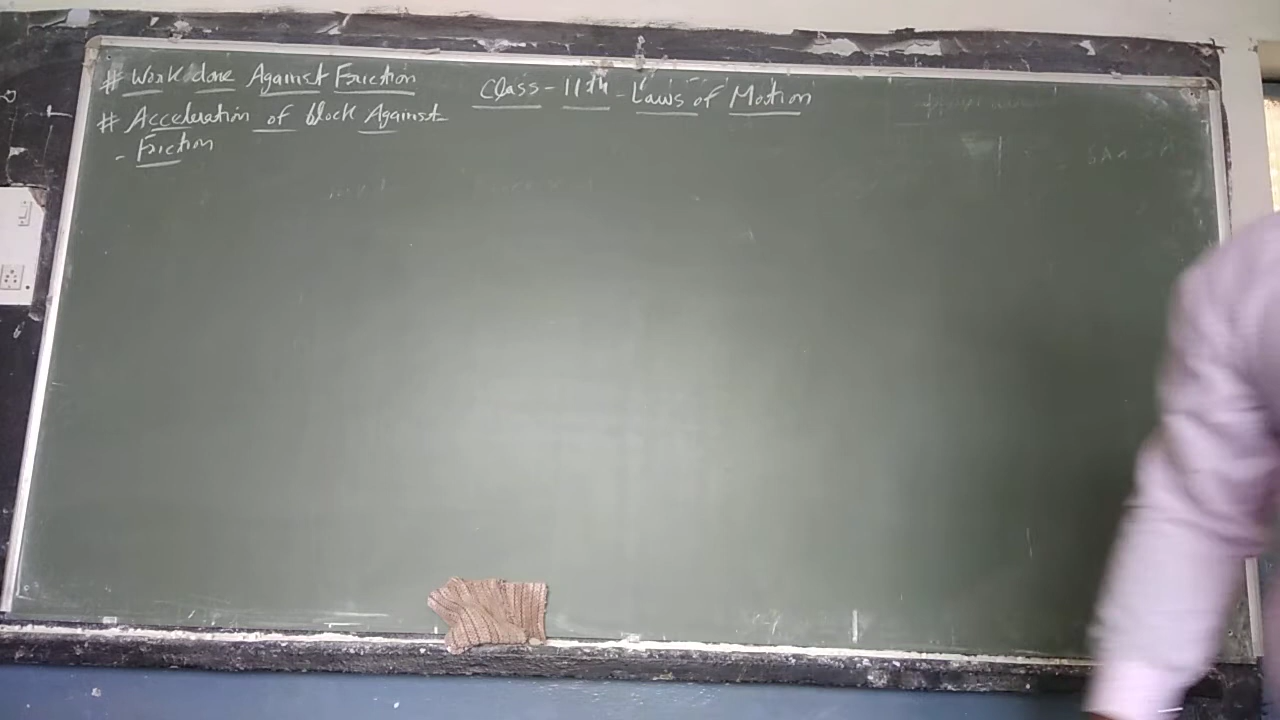 # Work done Against Friction
Class - 11th - Laws of Motion
# Acceleration of block Against
- Friction